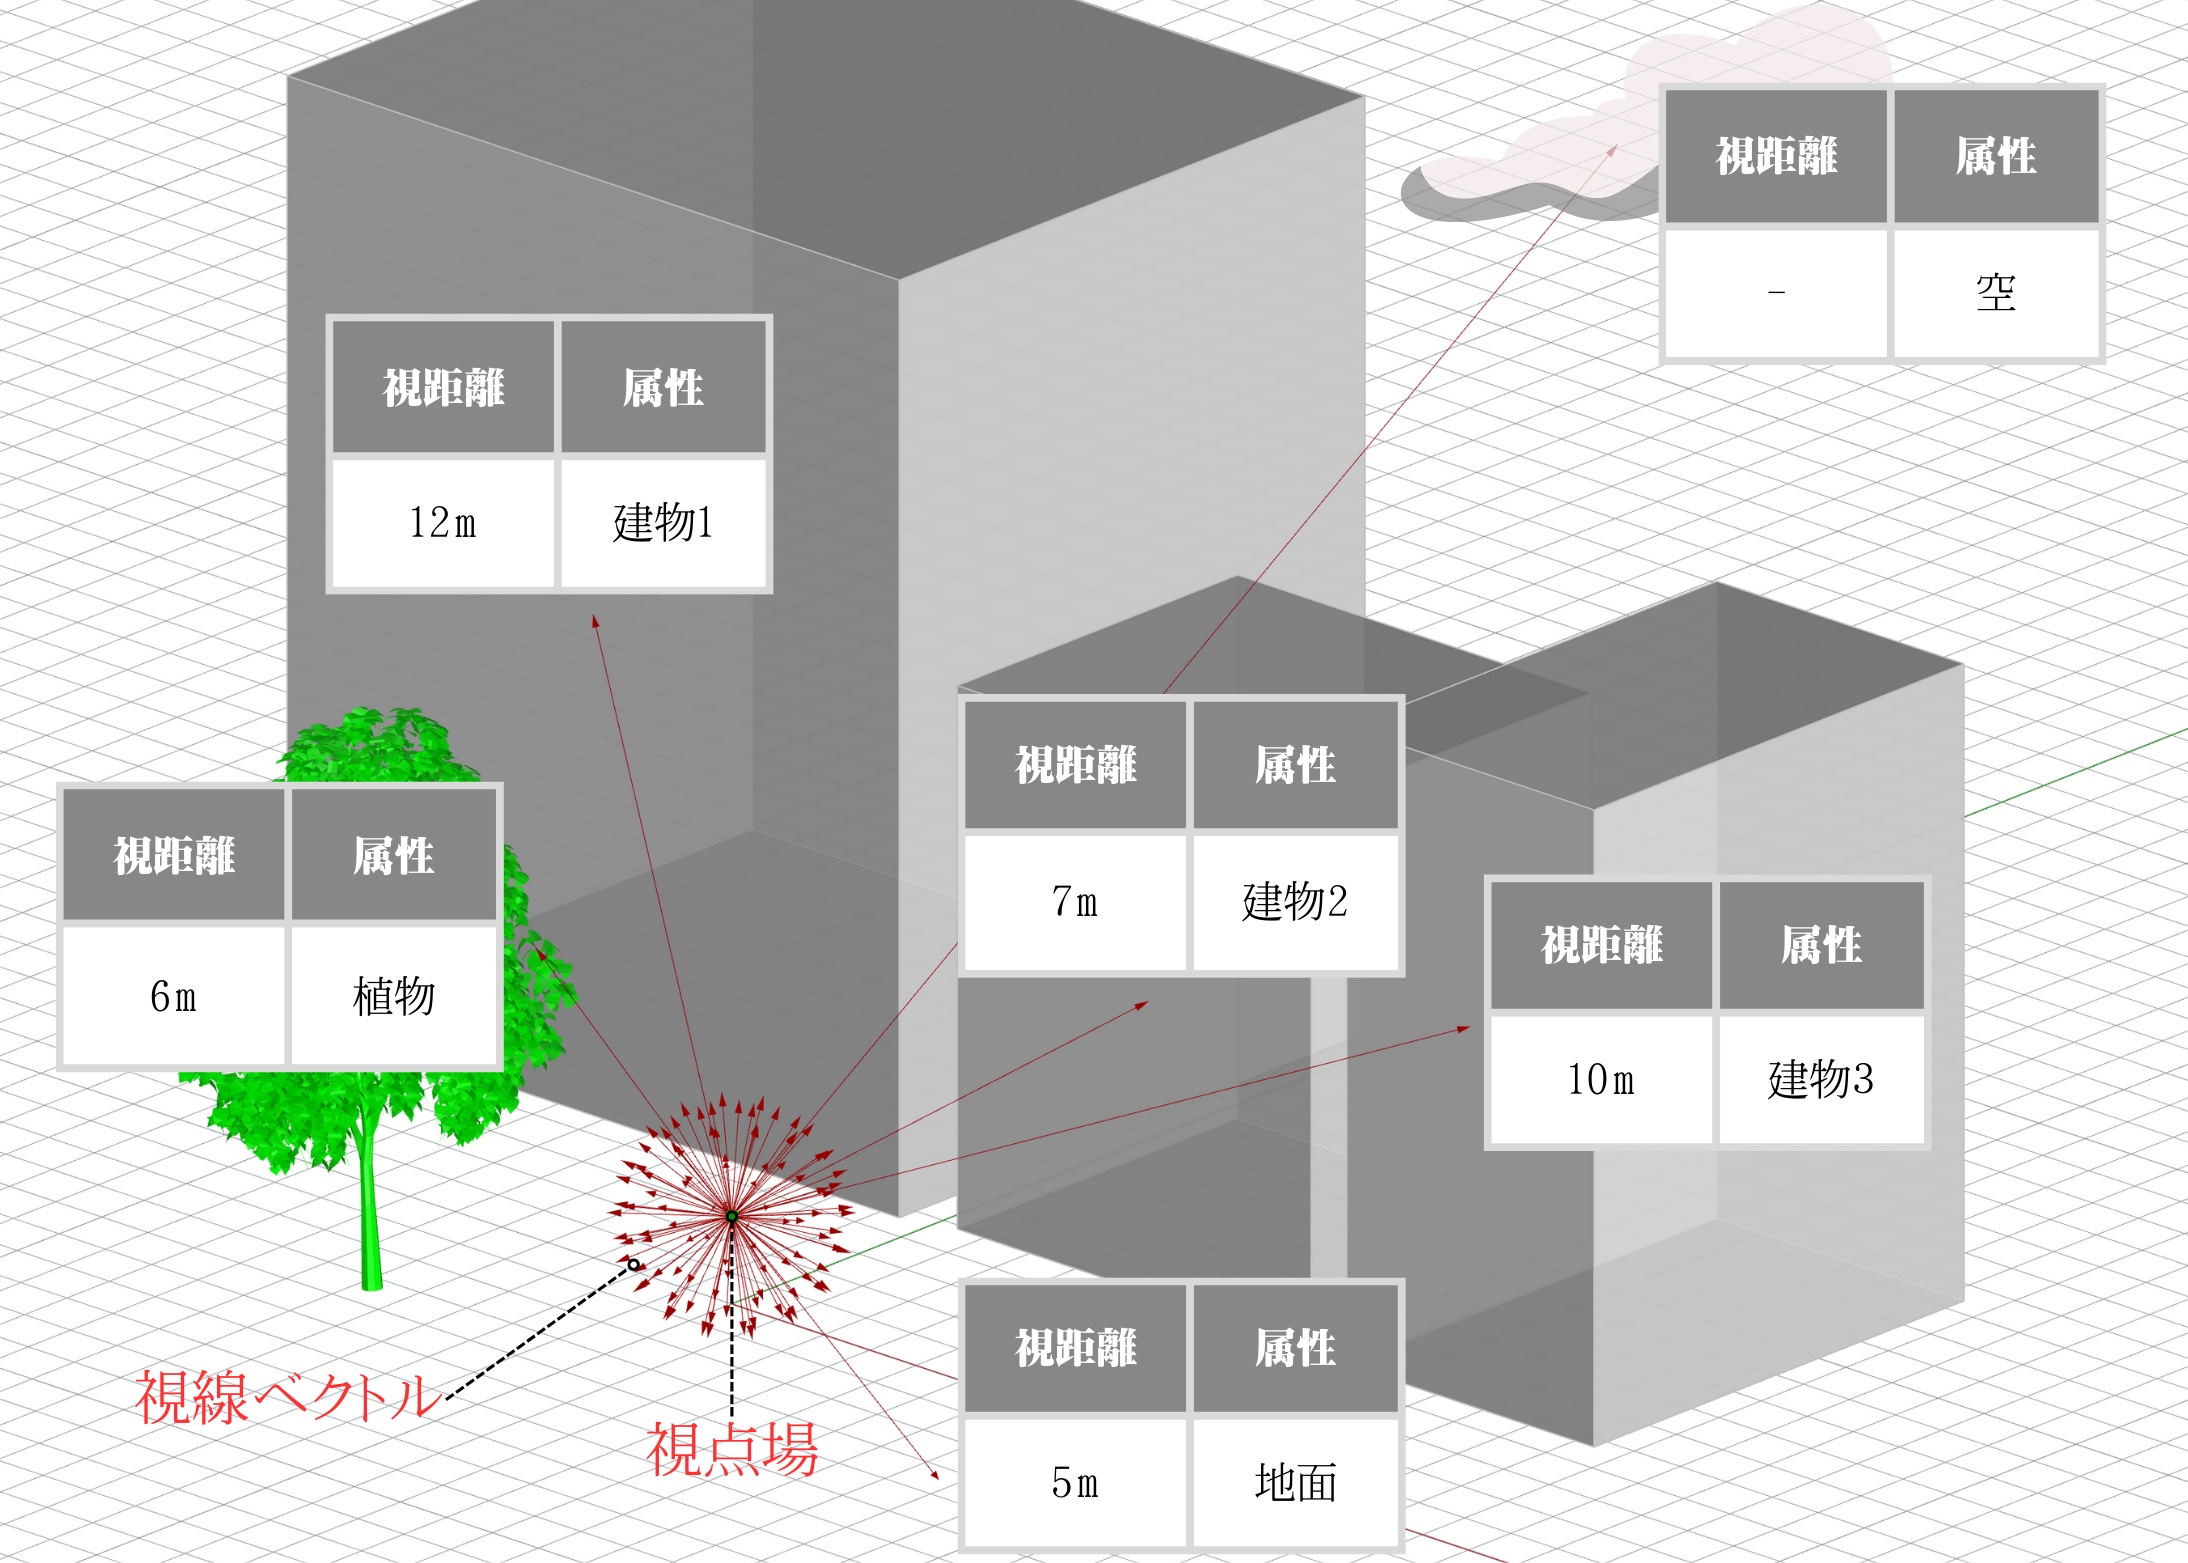 視距離 属性
- 空
視距離 属性
12m 建物1
視距離 属性
7m 建物2
視距離 属性
6m 植物
視距離 属性
10m 建物3
視距離 属性
5m 地面
視線ベクトル
視点場